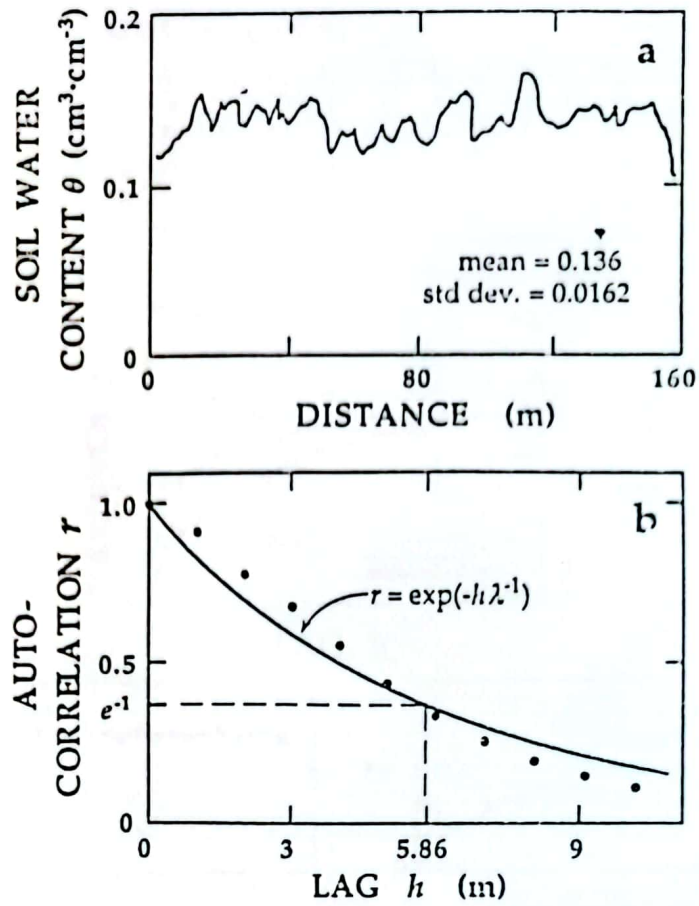 SOIL WATER
CONTENT θ (cm³·cm⁻³)
0.2
0.1
0
a
mean = 0.136
std dev. = 0.0162
0
80
160
DISTANCE (m)
AUTO-
CORRELATION r
1.0
0.5
e⁻¹
0
b
r = exp(-hλ⁻¹)
0
3
5.86
9
LAG h (m)